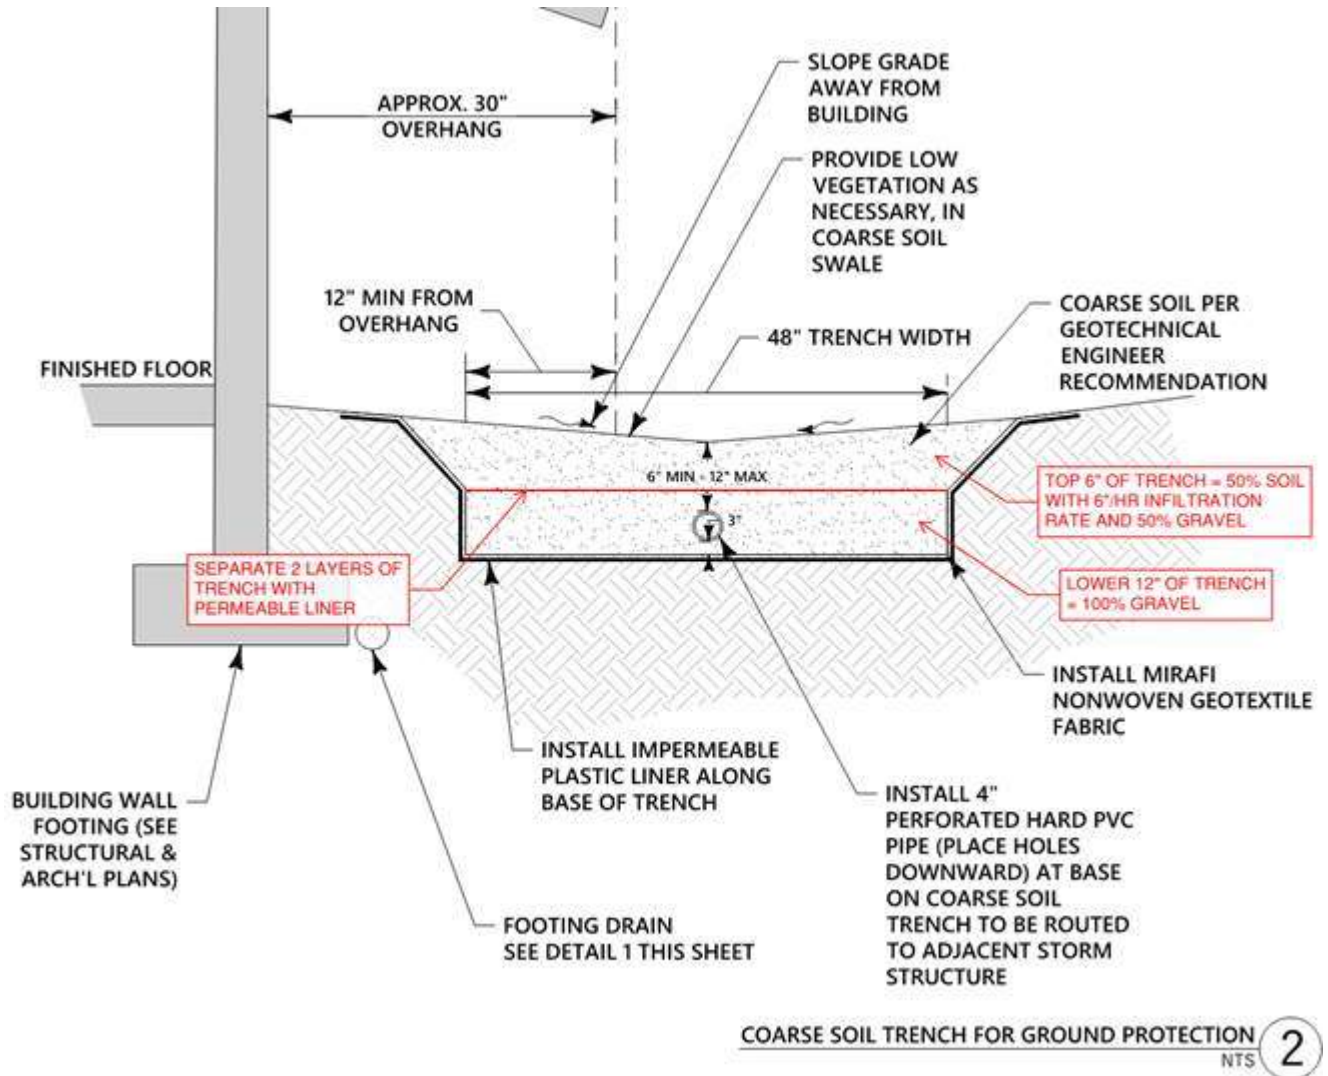 APPROX. 30"
OVERHANG
SLOPE GRADE
AWAY FROM
BUILDING
PROVIDE LOW
VEGETATION AS
NECESSARY, IN
COARSE SOIL
SWALE
12" MIN FROM
OVERHANG
48" TRENCH WIDTH
COARSE SOIL PER
GEOTECHNICAL
ENGINEER
RECOMMENDATION
FINISHED FLOOR
6" MIN - 12" MAX
3"
TOP 6" OF TRENCH = 50% SOIL
WITH 6"/HR INFILTRATION
RATE AND 50% GRAVEL
SEPARATE 2 LAYERS OF
TRENCH WITH
PERMEABLE LINER
LOWER 12" OF TRENCH
= 100% GRAVEL
INSTALL MIRAFI
NONWOVEN GEOTEXTILE
FABRIC
INSTALL IMPERMEABLE
PLASTIC LINER ALONG
BASE OF TRENCH
BUILDING WALL
FOOTING (SEE
STRUCTURAL &
ARCH'L PLANS)
INSTALL 4"
PERFORATED HARD PVC
PIPE (PLACE HOLES
DOWNWARD) AT BASE
ON COARSE SOIL
TRENCH TO BE ROUTED
TO ADJACENT STORM
STRUCTURE
FOOTING DRAIN
SEE DETAIL 1 THIS SHEET
COARSE SOIL TRENCH FOR GROUND PROTECTION
NTS
2